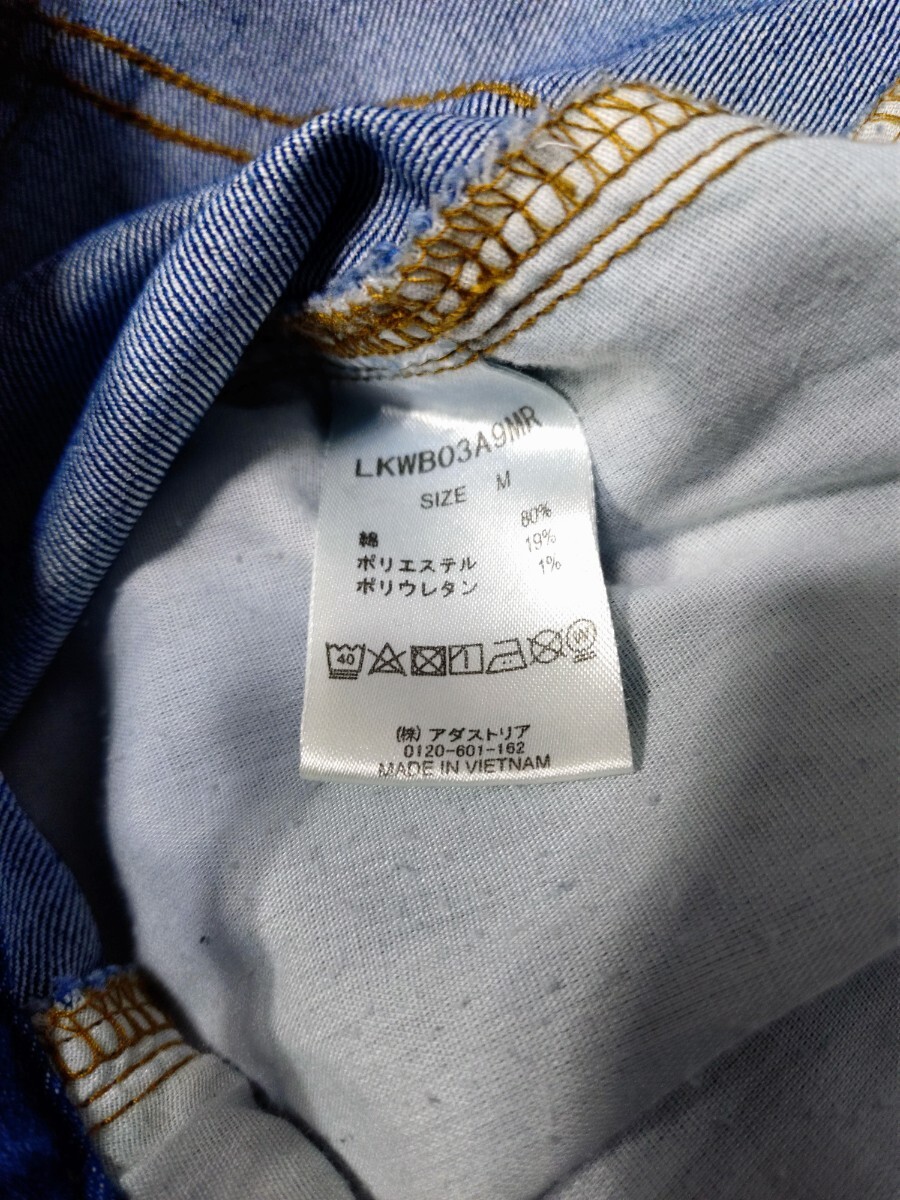 LKWB03A9MR
SIZE M
綿 80%
ポリエステル 19%
ポリウレタン 1%
40 W
(株) アダストリア
0120-601-162
MADE IN VIETNAM